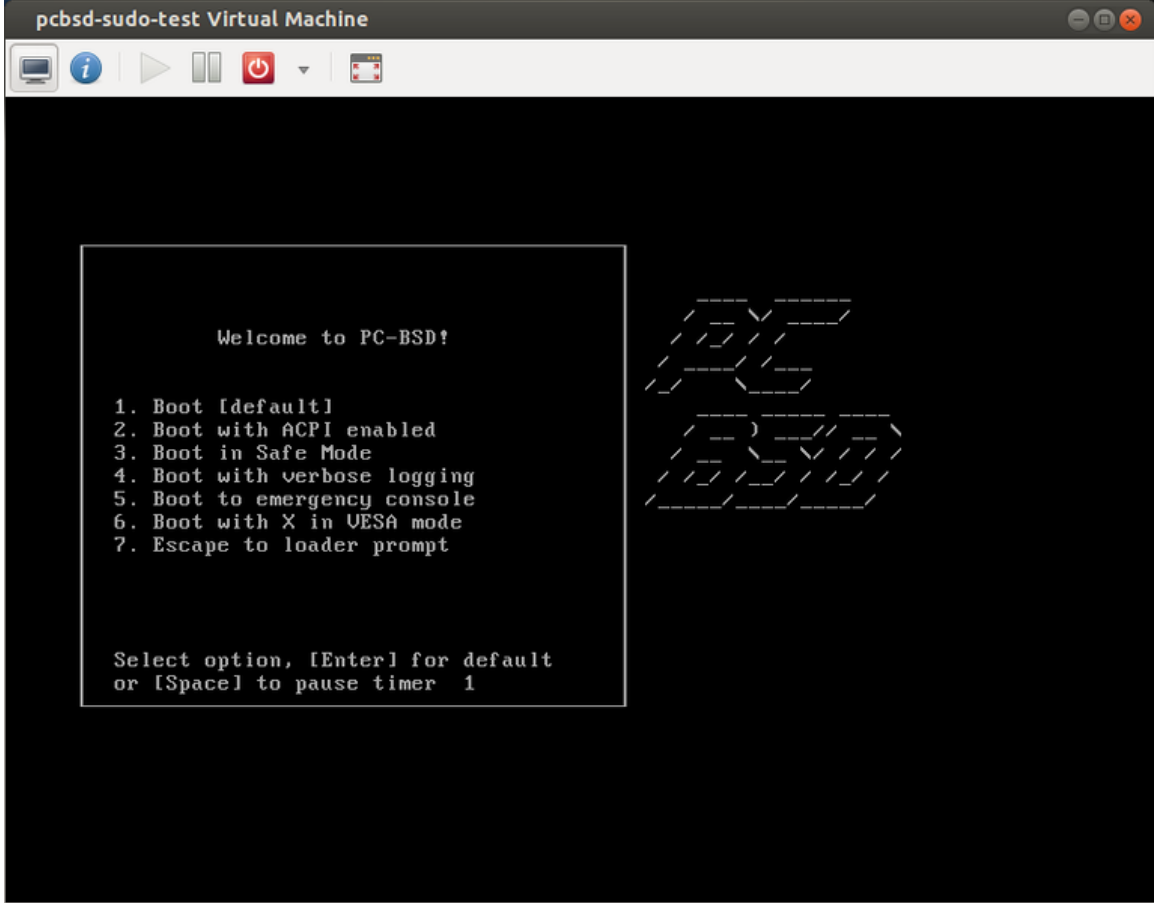 pcbsd-sudo-test Virtual Machine
Welcome to PC-BSD!
1. Boot [default]
2. Boot with ACPI enabled
3. Boot in Safe Mode
4. Boot with verbose logging
5. Boot to emergency console
6. Boot with X in VESA mode
7. Escape to loader prompt
Select option, [Enter] for default
or [Space] to pause timer 1
PC
BSD